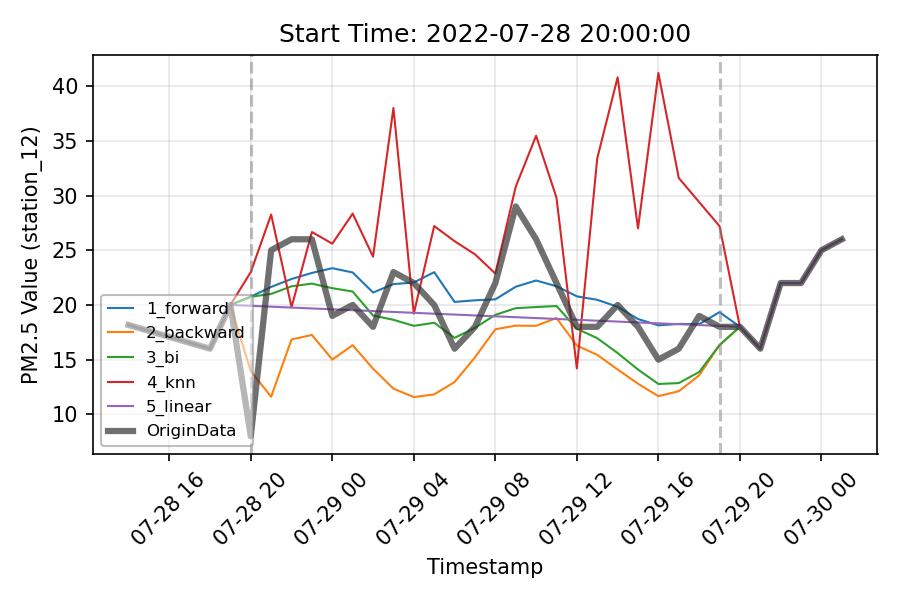 Start Time: 2022-07-28 20:00:00
PM2.5 Value (station_12)
40
35
30
25
20
15
10
1_forward
2_backward
3_bi
4_knn
5_linear
OriginData
07-28 16
07-28 20
07-29 00
07-29 04
07-29 08
07-29 12
07-29 16
07-29 20
07-30 00
Timestamp